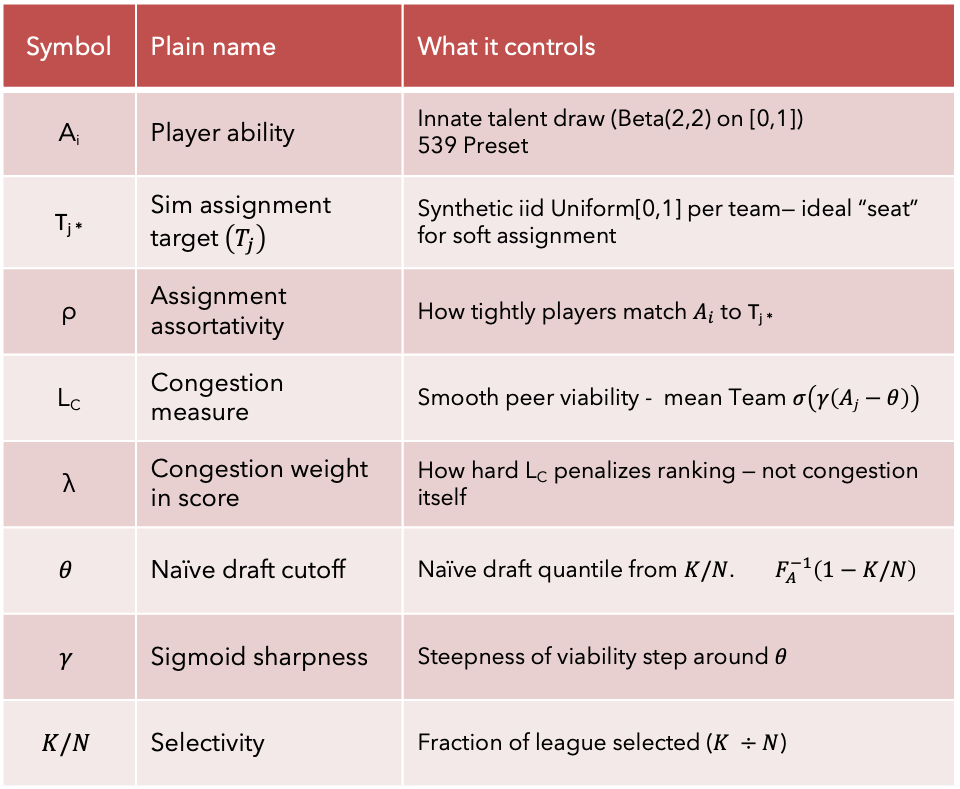 Symbol
Plain name
What it controls
Aᵢ
Player ability
Innate talent draw (Beta(2,2) on [0,1])
539 Preset
Tⱼ*
Sim assignment
target (Tⱼ)
Synthetic iid Uniform[0,1] per team– ideal “seat”
for soft assignment
ρ
Assignment
assortativity
How tightly players match Aᵢ to Tⱼ*
L_C
Congestion
measure
Smooth peer viability - mean Team σ(γ(Aⱼ − θ))
λ
Congestion weight
in score
How hard L_C penalizes ranking – not congestion
itself
θ
Naïve draft cutoff
Naïve draft quantile from K/N. F_A^{-1}(1 − K/N)
γ
Sigmoid sharpness
Steepness of viability step around θ
K/N
Selectivity
Fraction of league selected (K ÷ N)